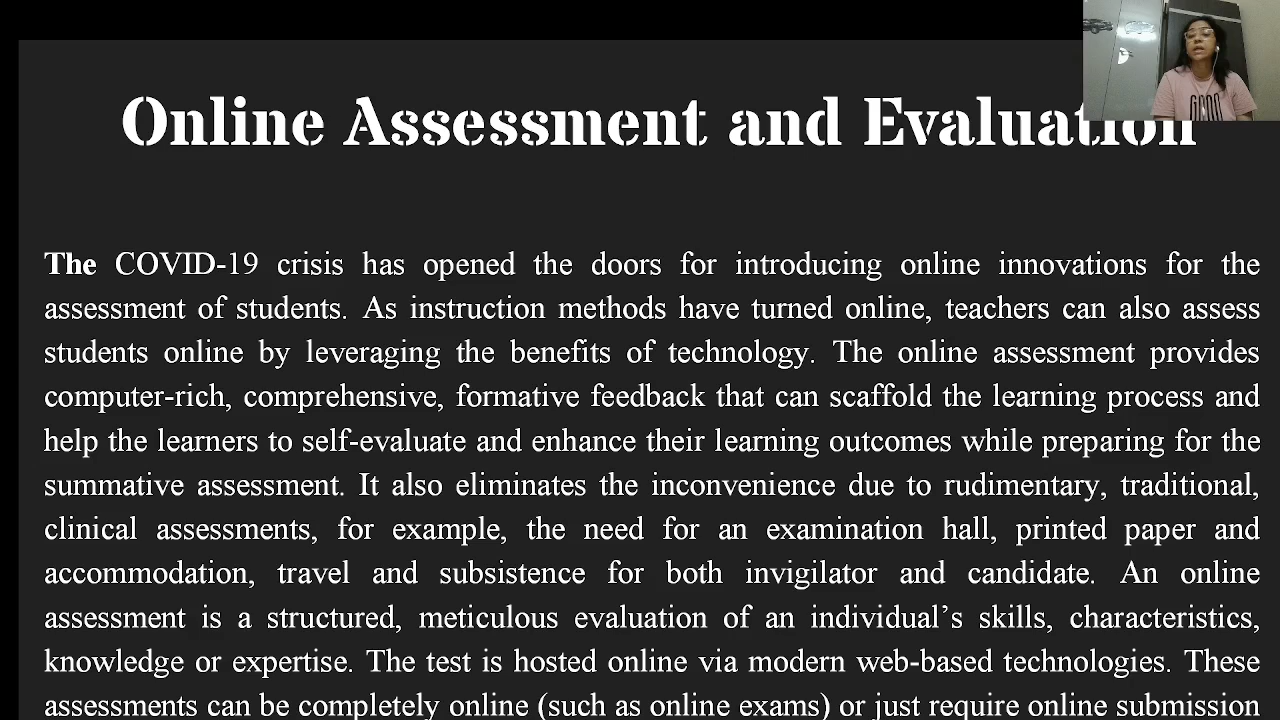 Online Assessment and Evaluation
The COVID-19 crisis has opened the doors for introducing online innovations for the
assessment of students. As instruction methods have turned online, teachers can also assess
students online by leveraging the benefits of technology. The online assessment provides
computer-rich, comprehensive, formative feedback that can scaffold the learning process and
help the learners to self-evaluate and enhance their learning outcomes while preparing for the
summative assessment. It also eliminates the inconvenience due to rudimentary, traditional,
clinical assessments, for example, the need for an examination hall, printed paper and
accommodation, travel and subsistence for both invigilator and candidate. An online
assessment is a structured, meticulous evaluation of an individual’s skills, characteristics,
knowledge or expertise. The test is hosted online via modern web-based technologies. These
assessments can be completely online (such as online exams) or just require online submission